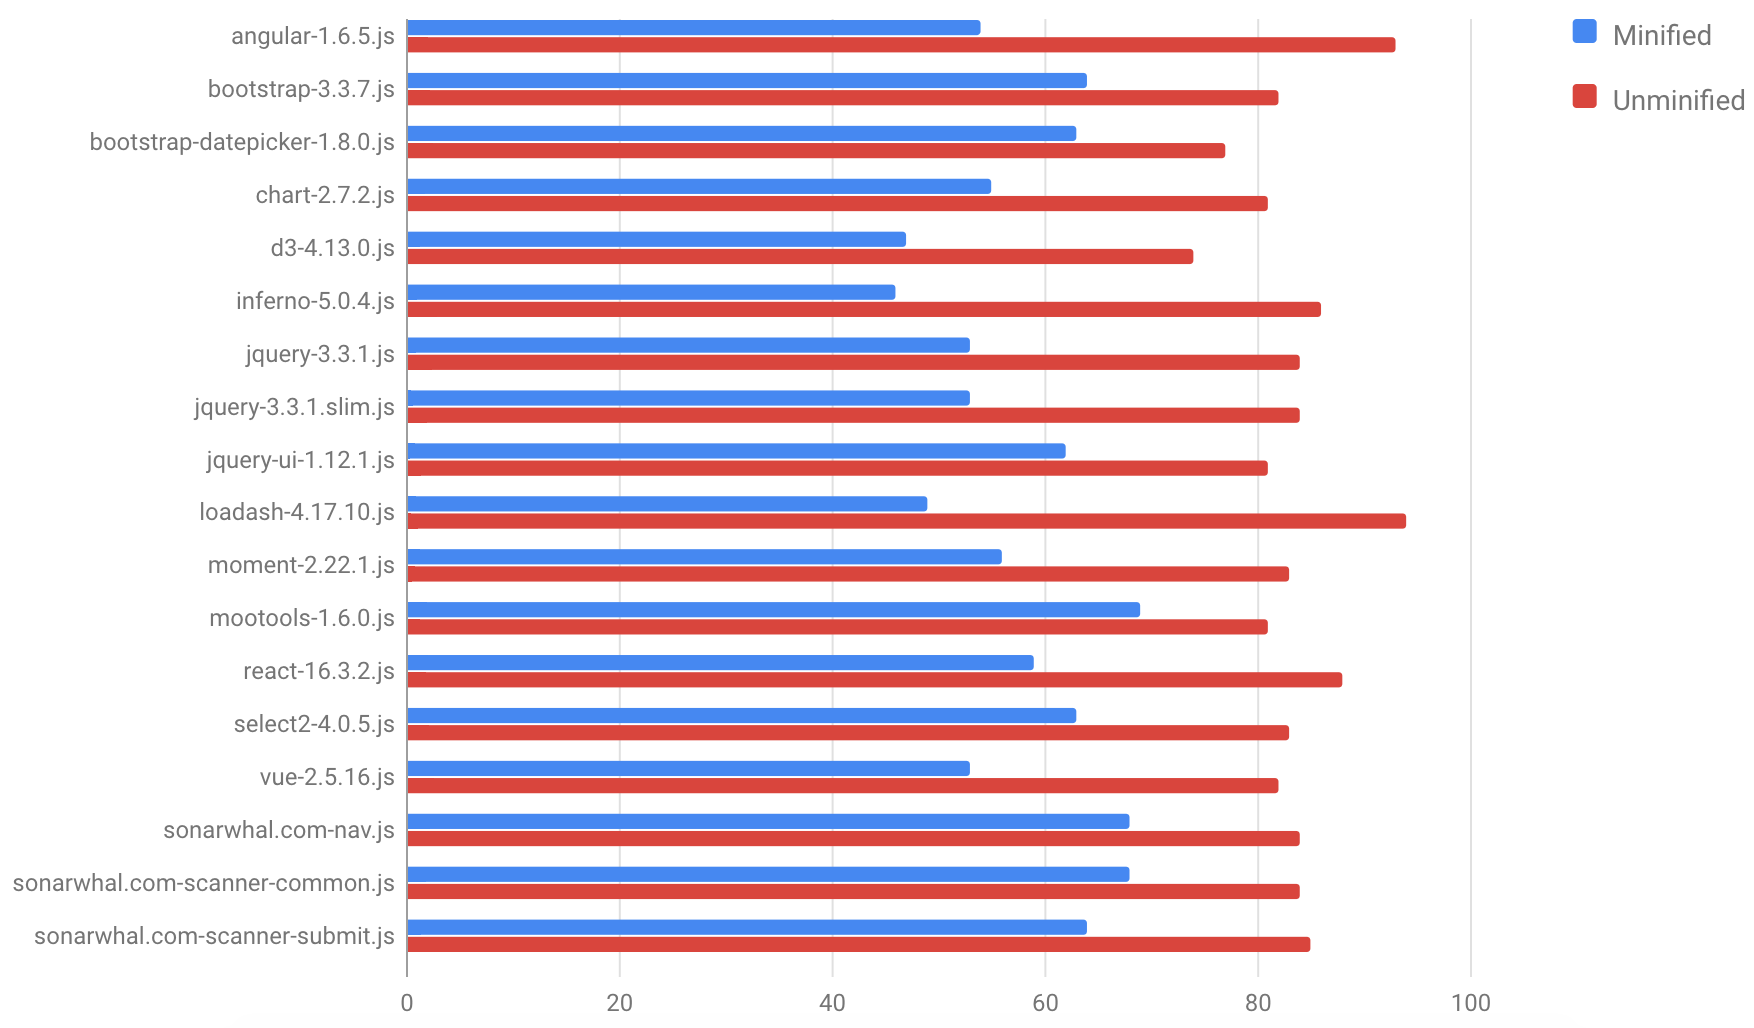 angular-1.6.5.js
bootstrap-3.3.7.js
bootstrap-datepicker-1.8.0.js
chart-2.7.2.js
d3-4.13.0.js
inferno-5.0.4.js
jquery-3.3.1.js
jquery-3.3.1.slim.js
jquery-ui-1.12.1.js
loadash-4.17.10.js
moment-2.22.1.js
mootools-1.6.0.js
react-16.3.2.js
select2-4.0.5.js
vue-2.5.16.js
sonarwhal.com-nav.js
sonarwhal.com-scanner-common.js
sonarwhal.com-scanner-submit.js
0 20 40 60 80 100
Minified
Unminified